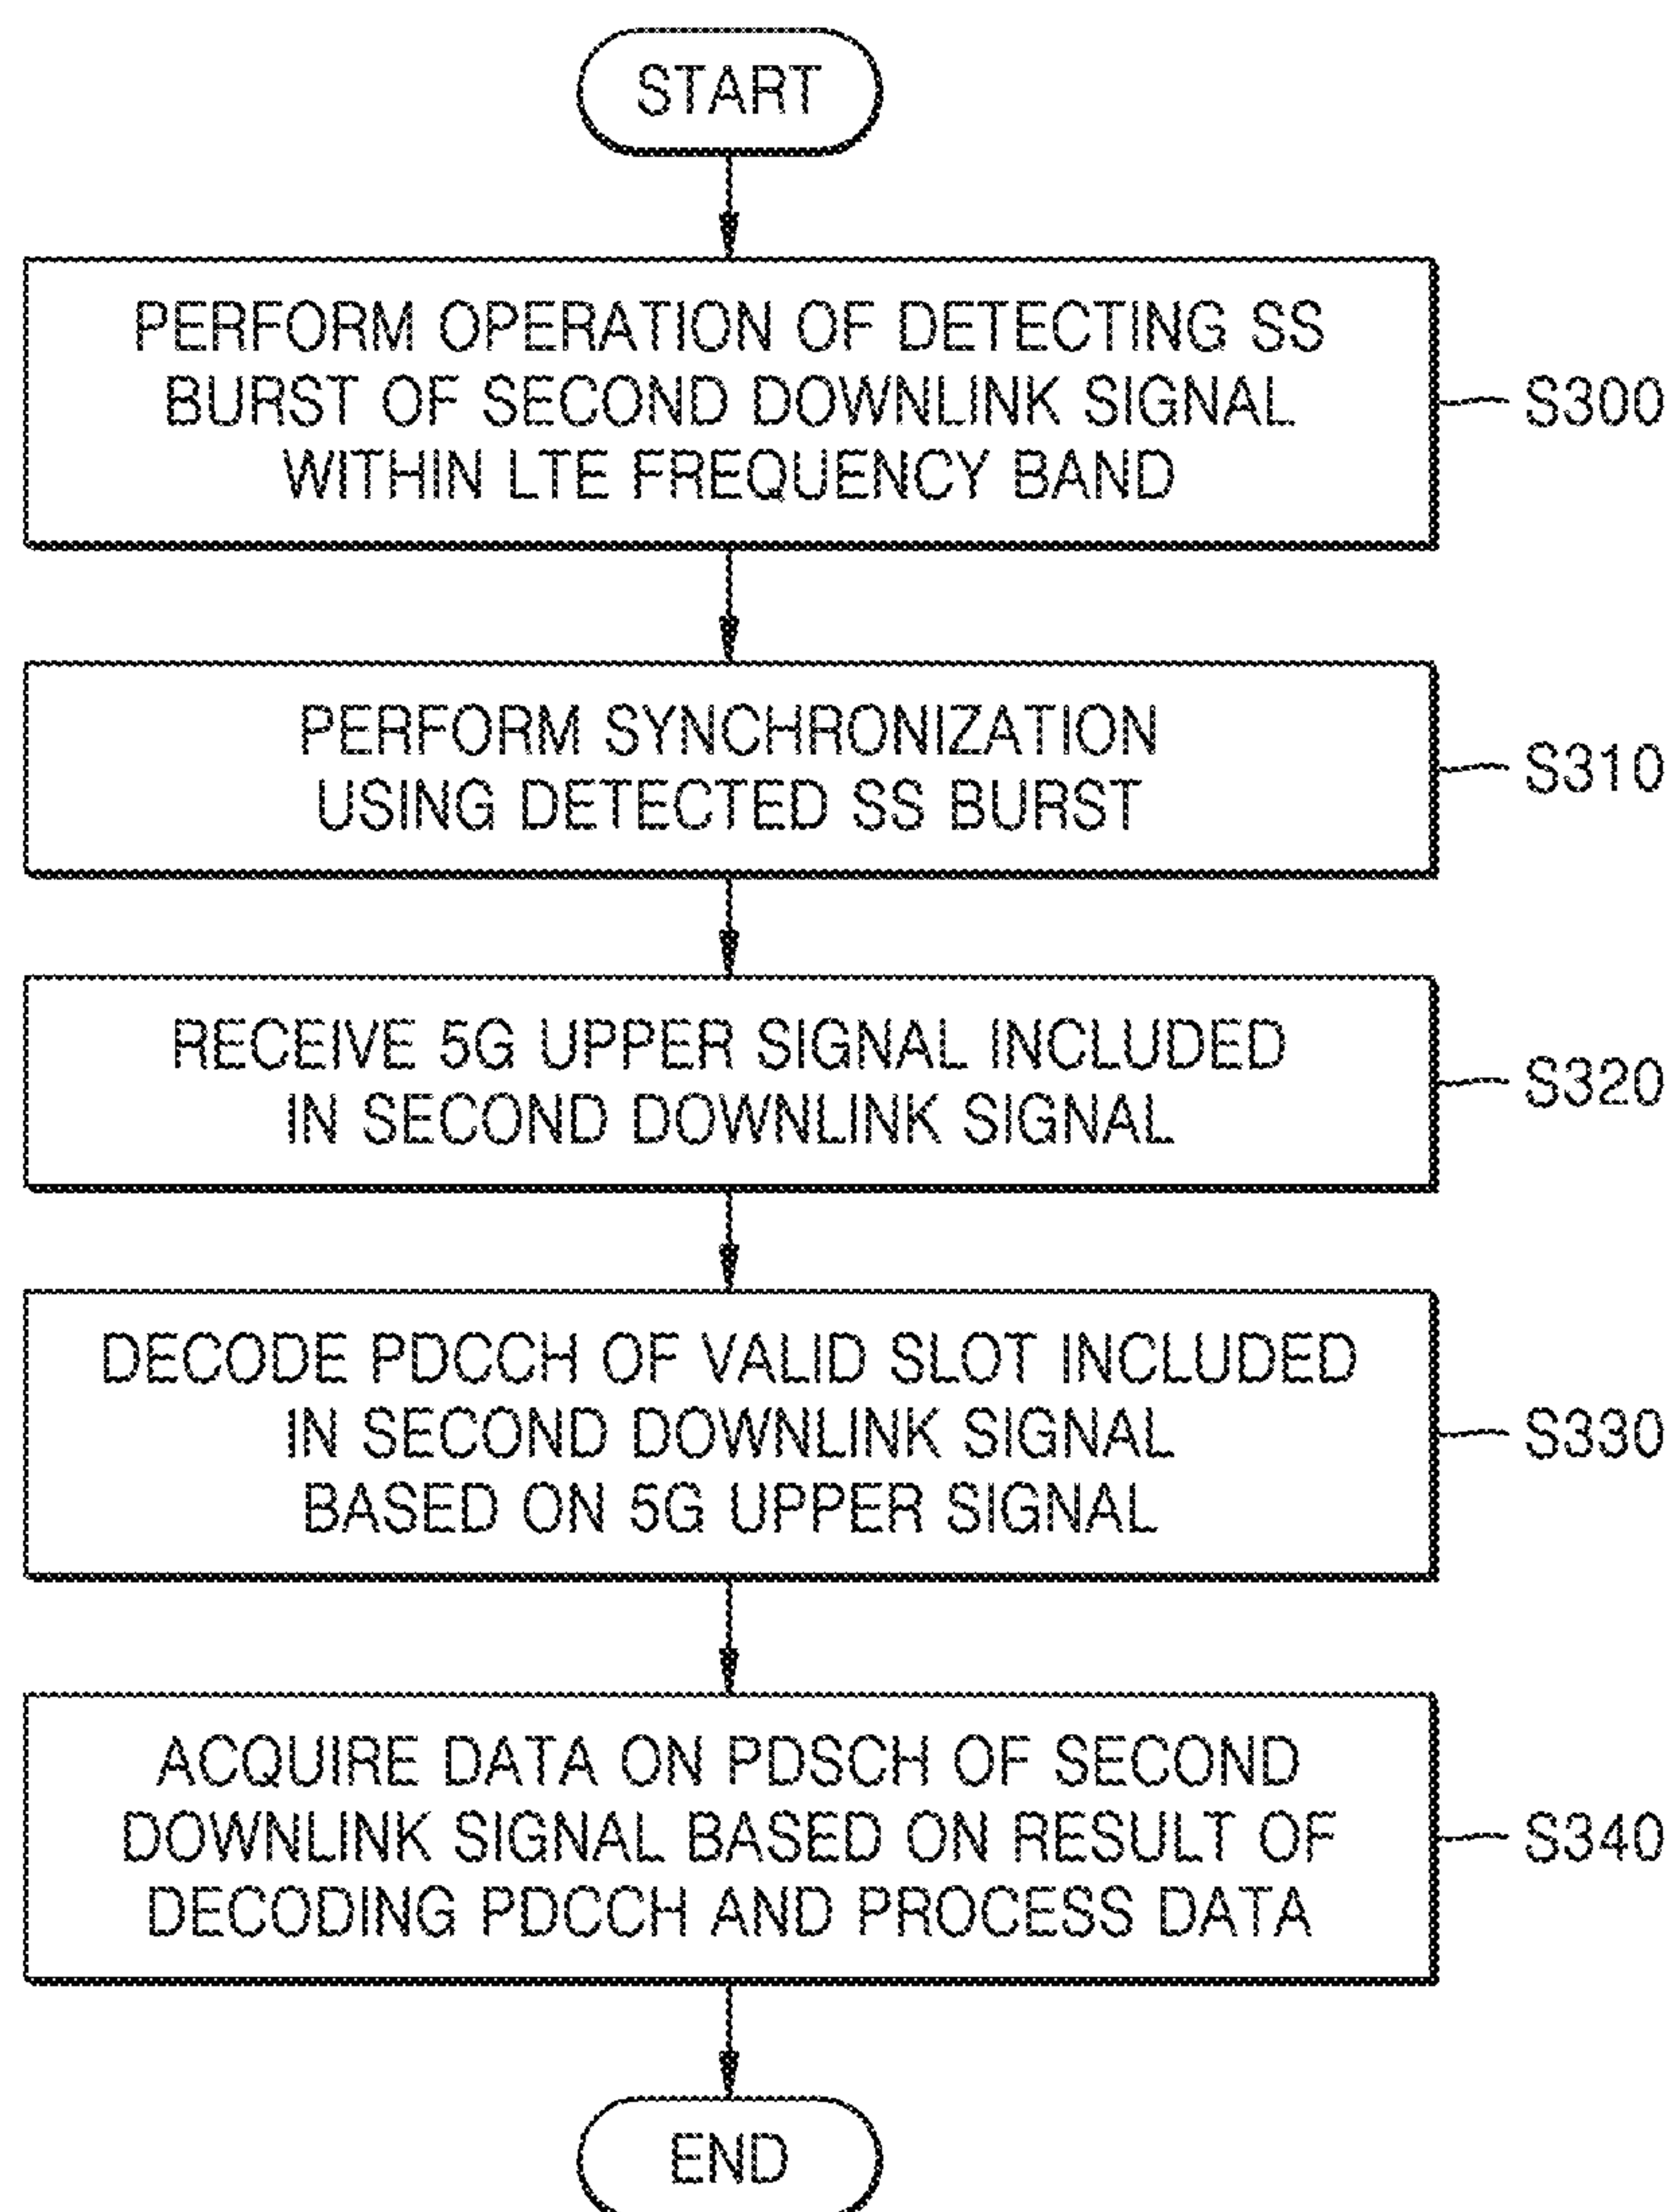 START
PERFORM OPERATION OF DETECTING SS
BURST OF SECOND DOWNLINK SIGNAL
WITHIN LTE FREQUENCY BAND
S300
PERFORM SYNCHRONIZATION
USING DETECTED SS BURST
S310
RECEIVE 5G UPPER SIGNAL INCLUDED
IN SECOND DOWNLINK SIGNAL
S320
DECODE PDCCH OF VALID SLOT INCLUDED
IN SECOND DOWNLINK SIGNAL
BASED ON 5G UPPER SIGNAL
S330
ACQUIRE DATA ON PDSCH OF SECOND
DOWNLINK SIGNAL BASED ON RESULT OF
DECODING PDCCH AND PROCESS DATA
S340
END